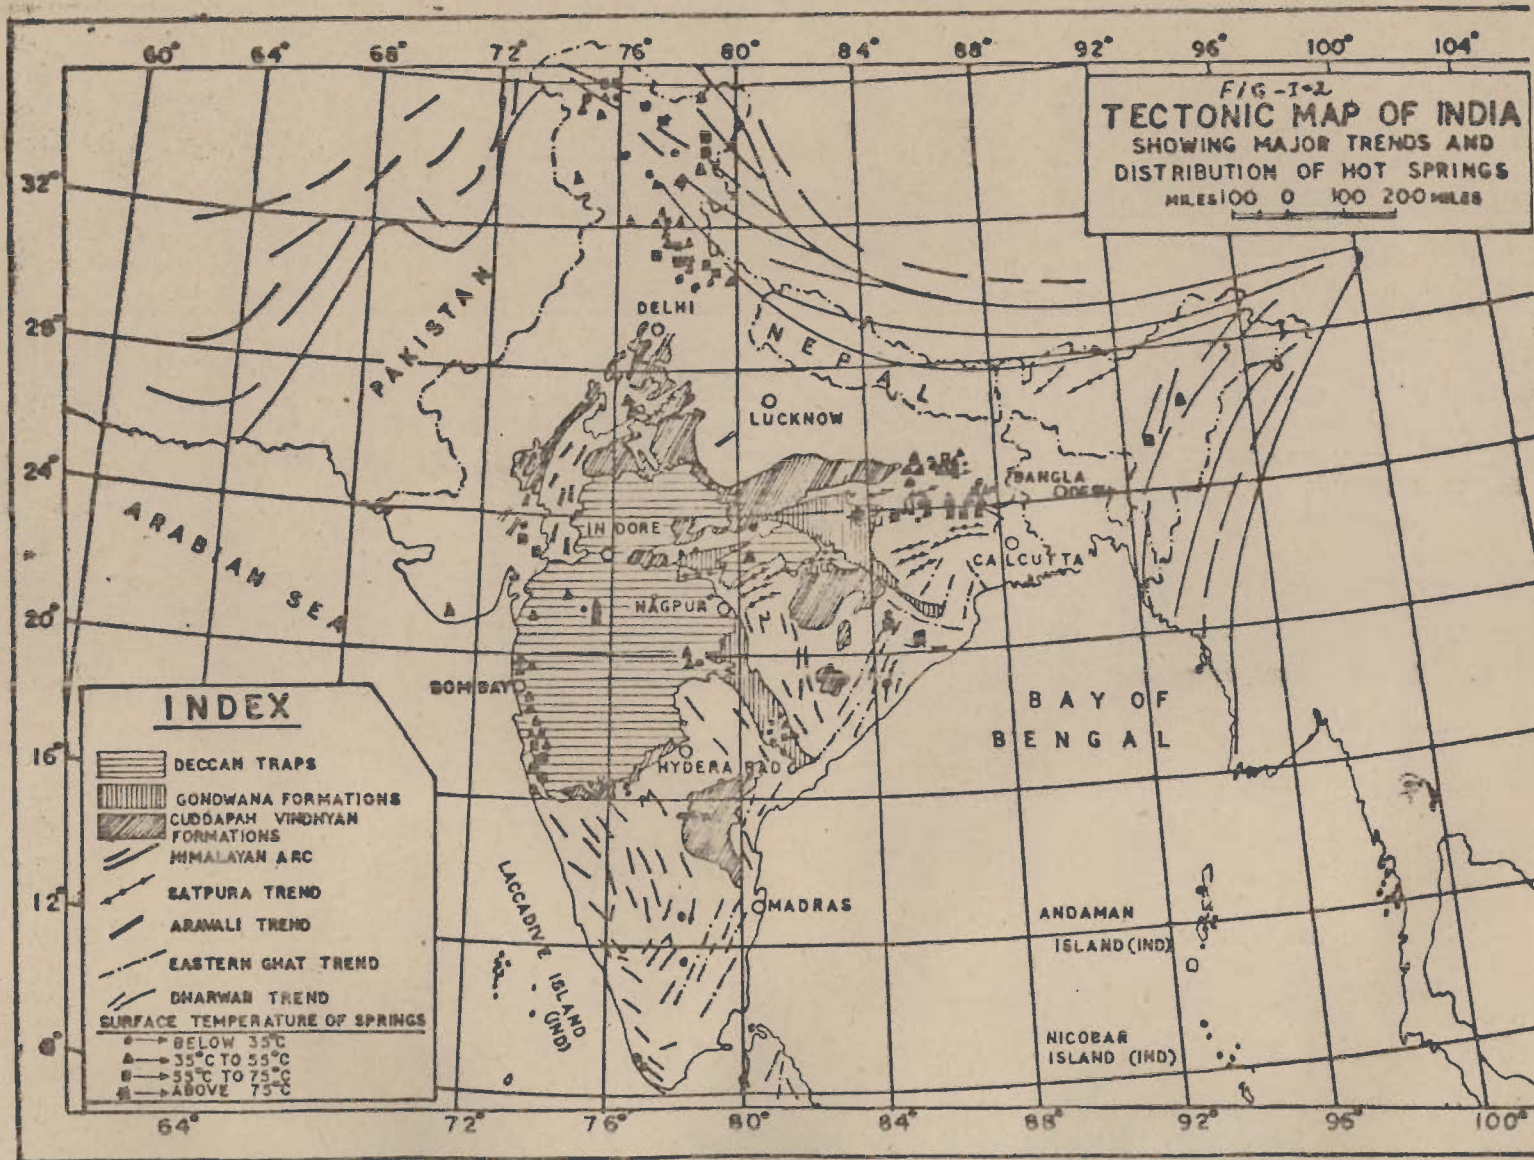 60° 64° 68° 72° 76° 80° 84° 88° 92° 96° 100° 104°
FIG-I-2
TECTONIC MAP OF INDIA
SHOWING MAJOR TRENDS AND
DISTRIBUTION OF HOT SPRINGS
MILES 100 0 100 200 MILES
32°
28°
24°
20°
16°
12°
8°
PAKISTAN
DELHI
NEPAL
LUCKNOW
BANGLA
DESH
ARABIAN SEA
INDORE
CALCUTTA
NAGPUR
BOMBAY
BAY OF
BENGAL
HYDERA BAD
LACCADIVE ISLAND
(IND)
MADRAS
ANDAMAN
ISLAND (IND)
NICOBAR
ISLAND (IND)
INDEX
DECCAN TRAPS
GONDWANA FORMATIONS
CUDDAPAH VINDHYAN
FORMATIONS
HIMALAYAN ARC
SATPURA TREND
ARAVALI TREND
EASTERN GHAT TREND
DHARWAR TREND
SURFACE TEMPERATURE OF SPRINGS
BELOW 35°C
35°C TO 55°C
55°C TO 75°C
ABOVE 75°C
64° 72° 76° 80° 84° 88° 92° 96° 100°